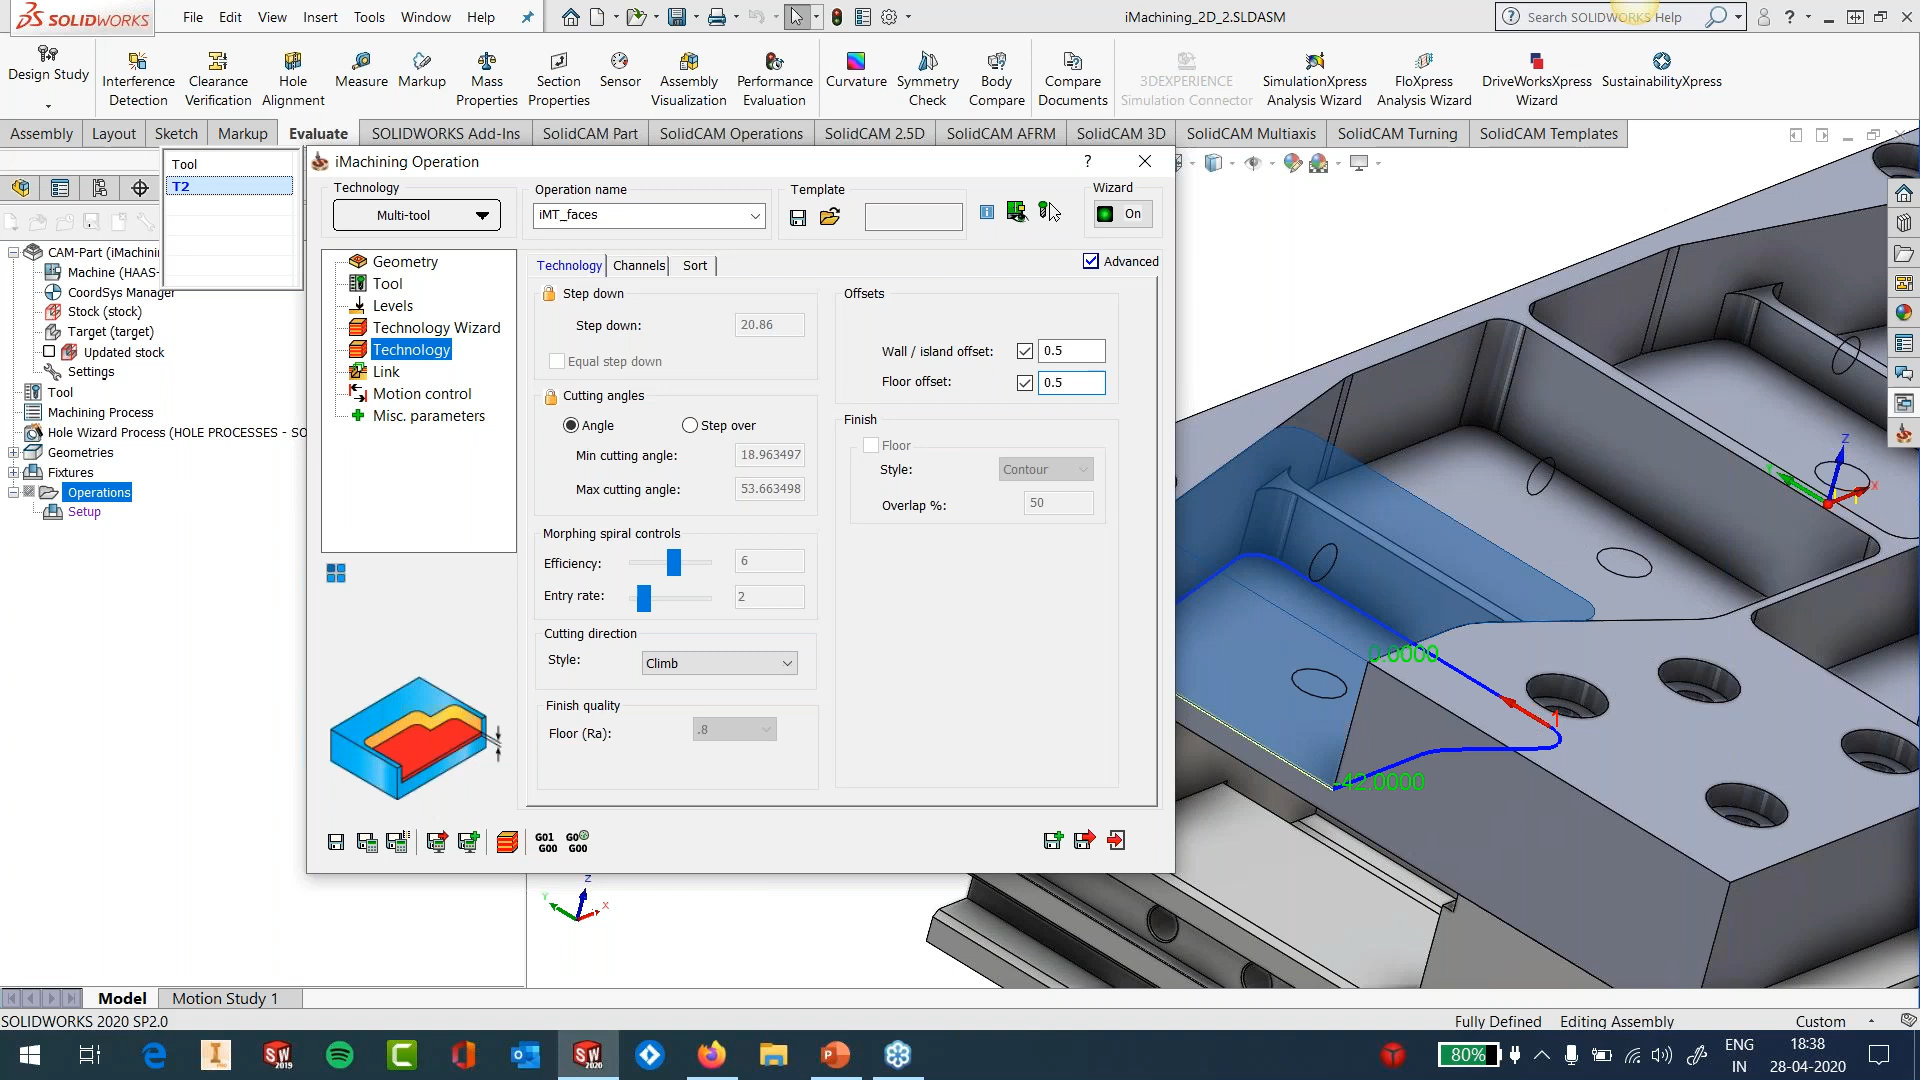 SOLIDWORKS
File Edit View Insert Tools Window Help
iMachining_2D_2.SLDASM
Search SOLIDWORKS Help
?
Design Study
Interference Detection
Clearance Verification
Hole Alignment
Measure
Markup
Mass Properties
Section Properties
Sensor
Assembly Visualization
Performance Evaluation
Curvature
Symmetry Check
Body Compare
Compare Documents
3DEXPERIENCE Simulation Connector
SimulationXpress Analysis Wizard
FloXpress Analysis Wizard
DriveWorksXpress Wizard
SustainabilityXpress
Assembly Layout Sketch Markup Evaluate SOLIDWORKS Add-Ins SolidCAM Part SolidCAM Operations SolidCAM 2.5D SolidCAM AFRM SolidCAM 3D SolidCAM Multiaxis SolidCAM Turning SolidCAM Templates
Tool
T2
CAM-Part (iMachini
Machine (HAAS-
CoordSys Manager
Stock (stock)
Target (target)
Updated stock
Settings
Tool
Machining Process
Hole Wizard Process (HOLE PROCESSES - SO
Geometries
Fixtures
Operations
Setup
iMachining Operation
?
Technology
Multi-tool
Operation name
iMT_faces
Template
Wizard
On
Geometry
Tool
Levels
Technology Wizard
Technology
Link
Motion control
Misc. parameters
Technology Channels Sort
Advanced
Step down
Step down: 20.86
Equal step down
Cutting angles
Angle Step over
Min cutting angle: 18.963497
Max cutting angle: 53.663498
Morphing spiral controls
Efficiency: 6
Entry rate: 2
Cutting direction
Style: Climb
Finish quality
Floor (Ra): .8
Offsets
Wall / island offset: 0.5
Floor offset: 0.5
Finish
Floor
Style: Contour
Overlap %: 50
G01
G00
G0
G00
0.0000
1
-42.0000
Z
Y
X
Z
Y
X
Model Motion Study 1
SOLIDWORKS 2020 SP2.0
Fully Defined Editing Assembly Custom
SW 2019
SW 2020
80%
ENG
IN
18:38
28-04-2020